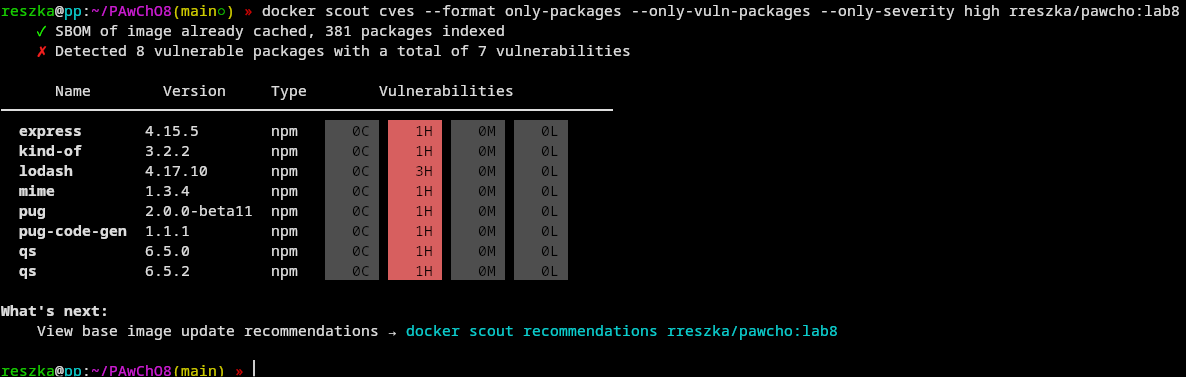 reszka@pp:~/PAwChO8(main○) » docker scout cves --format only-packages --only-vuln-packages --only-severity high rreszka/pawcho:lab8
✓ SBOM of image already cached, 381 packages indexed
✗ Detected 8 vulnerable packages with a total of 7 vulnerabilities
Name Version Type Vulnerabilities
express 4.15.5 npm 0C 1H 0M 0L
kind-of 3.2.2 npm 0C 1H 0M 0L
lodash 4.17.10 npm 0C 3H 0M 0L
mime 1.3.4 npm 0C 1H 0M 0L
pug 2.0.0-beta11 npm 0C 1H 0M 0L
pug-code-gen 1.1.1 npm 0C 1H 0M 0L
qs 6.5.0 npm 0C 1H 0M 0L
qs 6.5.2 npm 0C 1H 0M 0L
What's next:
View base image update recommendations → docker scout recommendations rreszka/pawcho:lab8
reszka@pp:~/PAwChO8(main) »